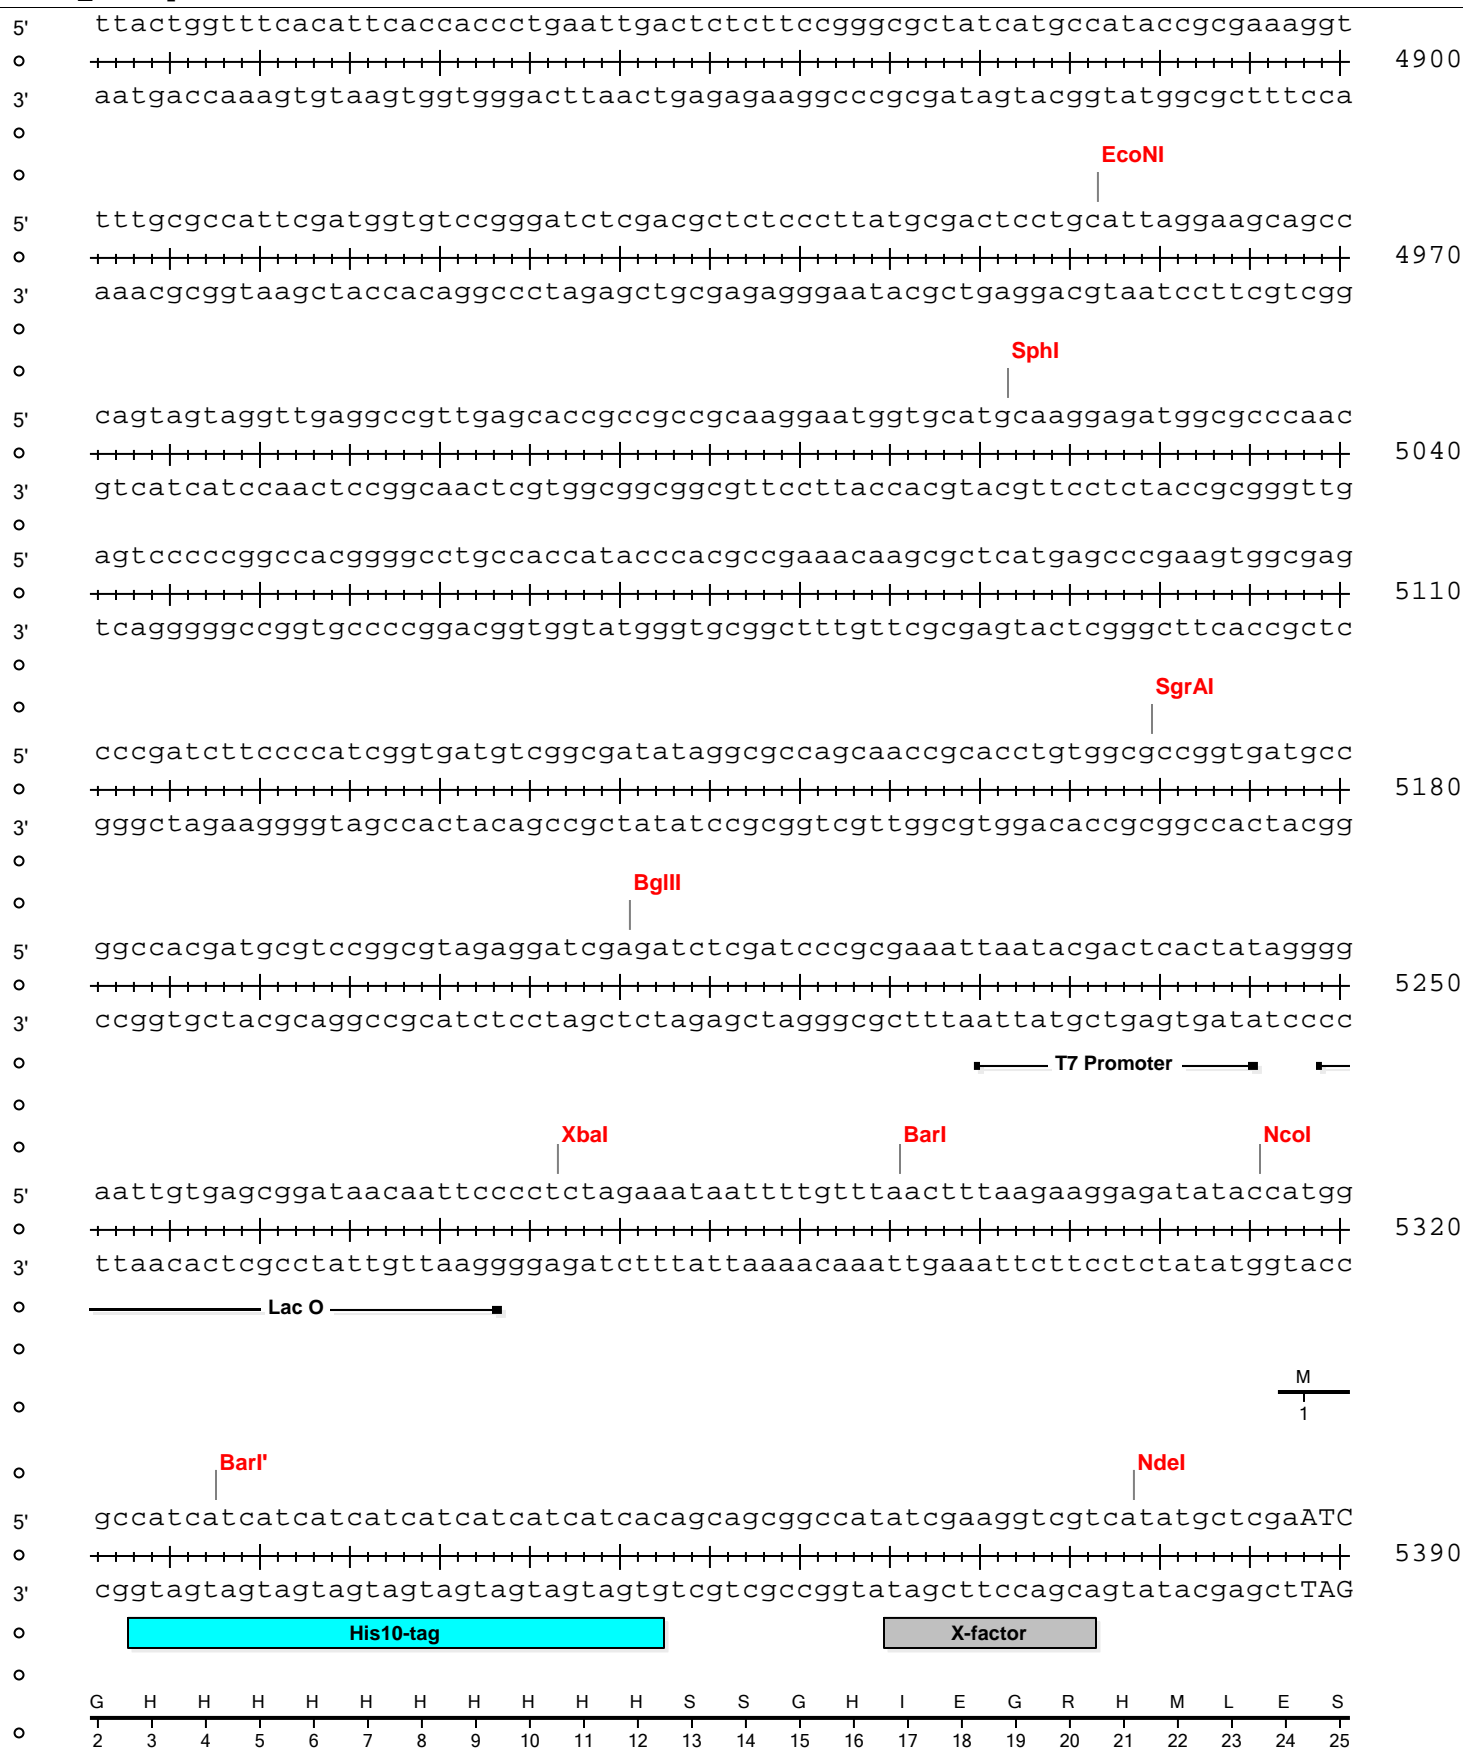 5' ttactggtttcacattcaccaccctgaattgactctcttccgggcgctatcatgccataccgcgaaaggt
4900
3' aatgaccaaagtgtaagtggtgggacttaactgagagaaggcccgcgatagtacggtatggcgctttcca
EcoNI
5' tttgcgccattcgatggtgtccgggatctcgacgctctcccttatgcgactcctgcattaggaagcagcc
4970
3' aaacgcggtaagctaccacaggccctagagctgcgagagggaatacgctgaggacgtaatccttcgtcgg
SphI
5' cagtagtaggttgaggccgttgagcaccgccgccgcaaggaatggtgcatgcaaggagatggcgcccaac
5040
3' gtcatcatccaactccggcaactcgtggcggcggcgttccttaccacgtacgttcctctaccgcgggttg
5' agtcccccggccacggggcctgccaccatacccacgccgaaacaagcgctcatgagcccgaagtggcgag
5110
3' tcagggggccggtgccccggacggtggtatgggtgcggctttgttcgcgagtactcgggcttcaccgctc
SgrAI
5' cccgatcttccccatcggtgatgtcggcgatataggcgccagcaaccgcacctgtggcgccggtgatgcc
5180
3' gggctagaaggggtagccactacagccgctatatccgcggtcgttggcgtggacaccgcggccactacgg
BglII
5' ggccacgatgcgtccggcgtagaggatcgagatctcgatcccgcgaaattaatacgactcactatagggg
5250
3' ccggtgctacgcaggccgcatctcctagctctagagctagggcgctttaattatgctgagtgatatcccc
T7 Promoter
XbaI BarI NcoI
5' aattgtgagcggataacaattcccctctagaaataattttgtttaactttaagaaggagatataccatgg
5320
3' ttaacactcgcctattgttaaggggagatctttattaaaacaaattgaaattcttcctctatatggtacc
Lac O
M
1
BarI' NdeI
5' gccatcatcatcatcatcatcatcatcatcacagcagcggccatatcgaaggtcgtcatatgctcgaATC
5390
3' cggtagtagtagtagtagtagtagtagtagtgtcgtcgccggtatagcttccagcagtatacgagctTAG
His10-tag X-factor
G H H H H H H H H H H S S G H I E G R H M L E S
2 3 4 5 6 7 8 9 10 11 12 13 14 15 16 17 18 19 20 21 22 23 24 25